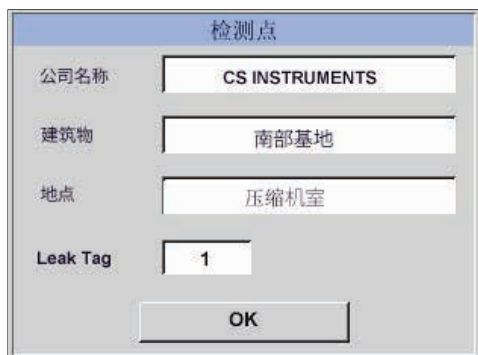 检测点
公司名称 CS INSTRUMENTS
建筑物 南部基地
地点 压缩机室
Leak Tag 1
OK